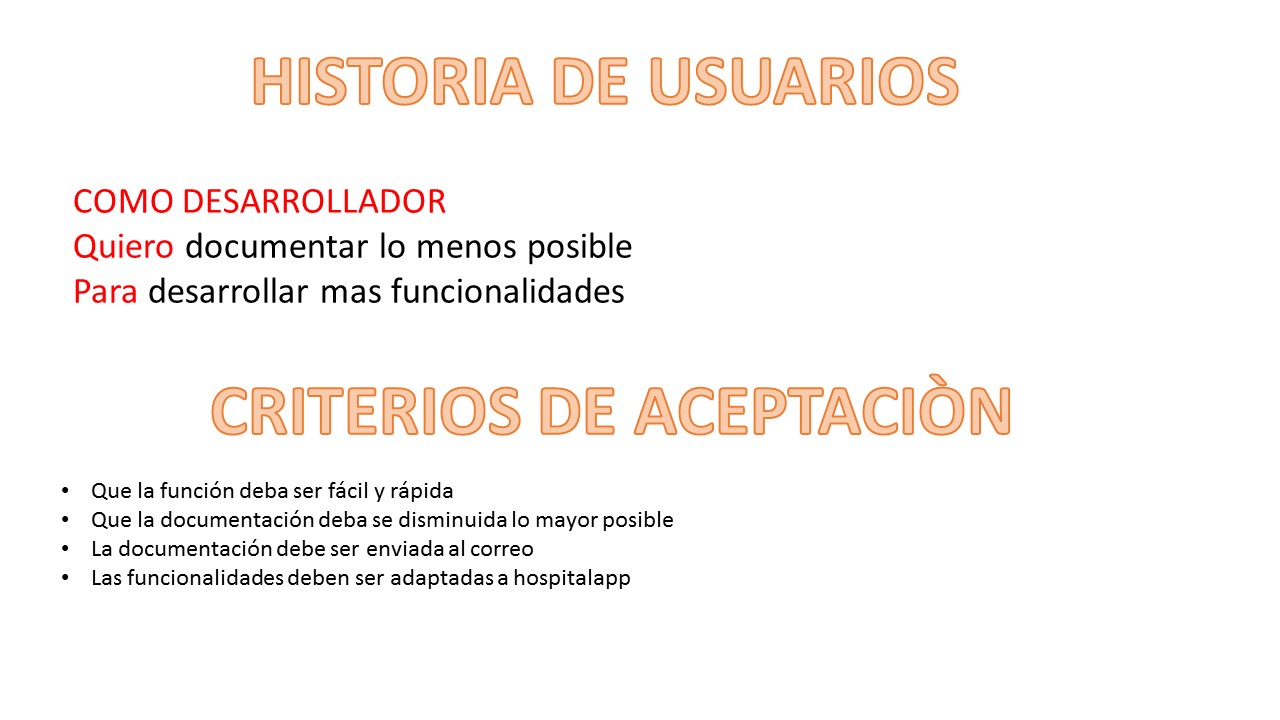 HISTORIA DE USUARIOS
COMO DESARROLLADOR
Quiero documentar lo menos posible
Para desarrollar mas funcionalidades
CRITERIOS DE ACEPTACIÒN
• Que la función deba ser fácil y rápida
• Que la documentación deba se disminuida lo mayor posible
• La documentación debe ser enviada al correo
• Las funcionalidades deben ser adaptadas a hospitalapp